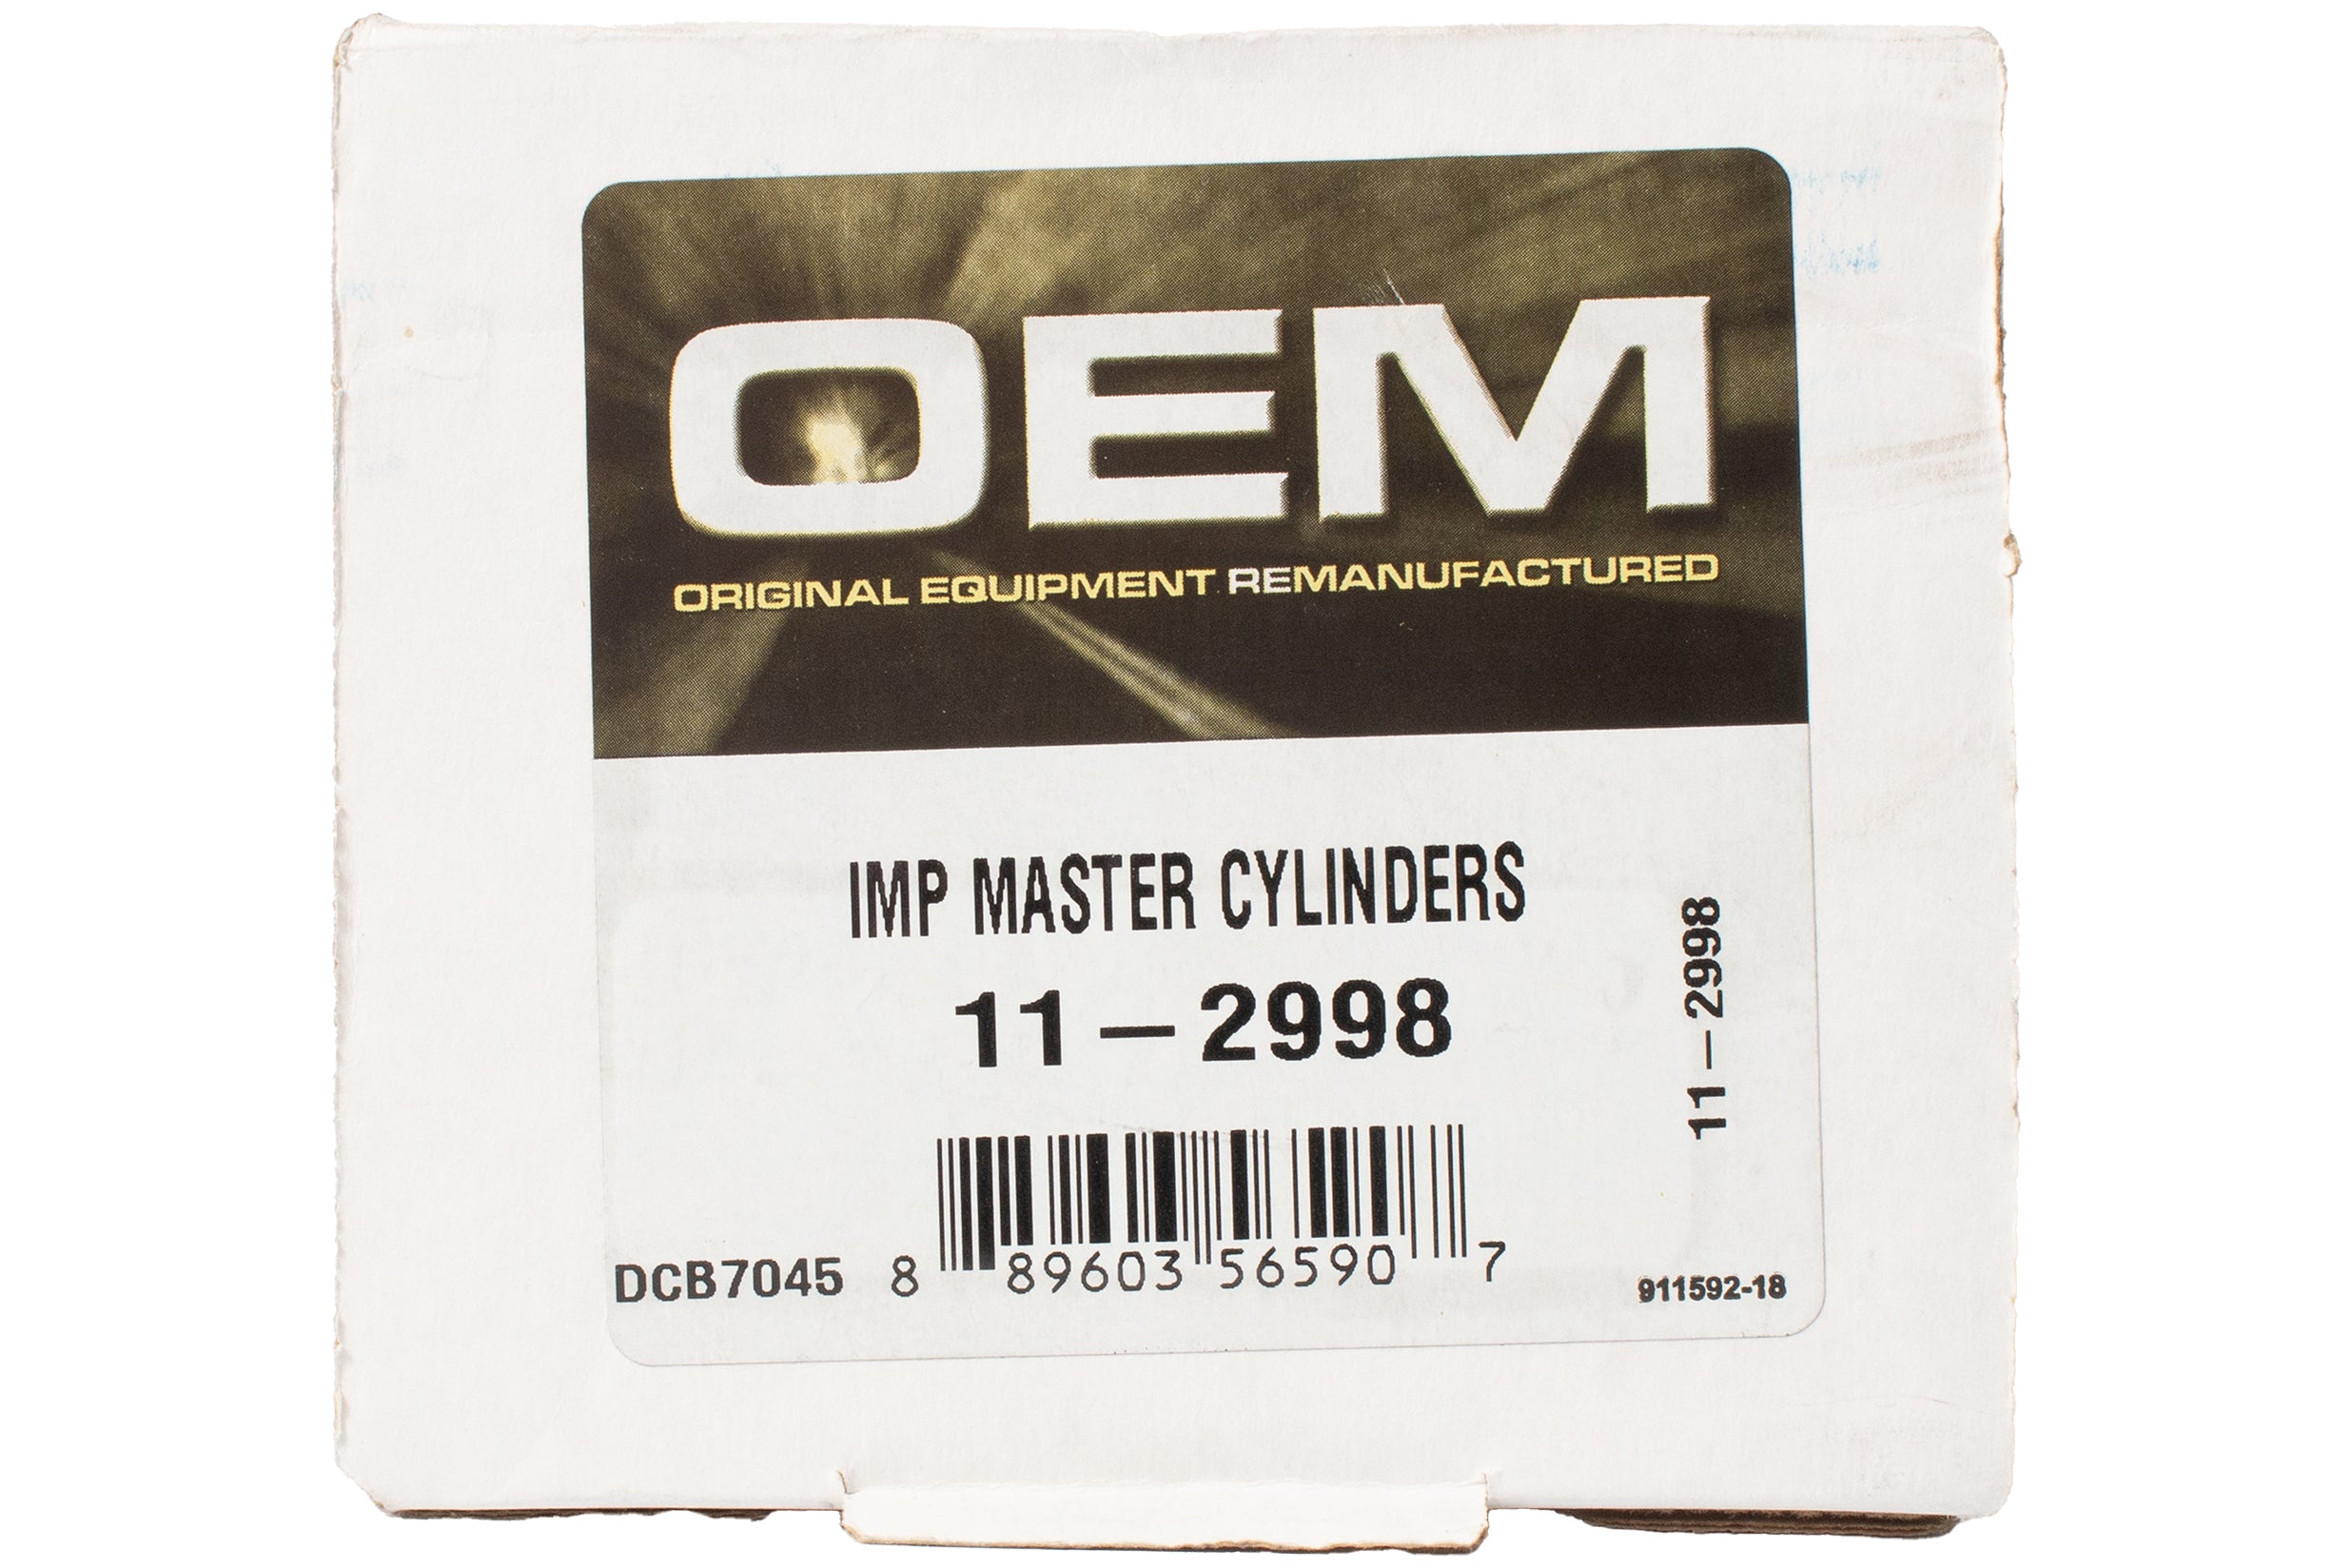 OEM
ORIGINAL EQUIPMENT REMANUFACTURED
IMP MASTER CYLINDERS
11-2998
11-2998
DCB7045
8 89603 56590 7
911592-18